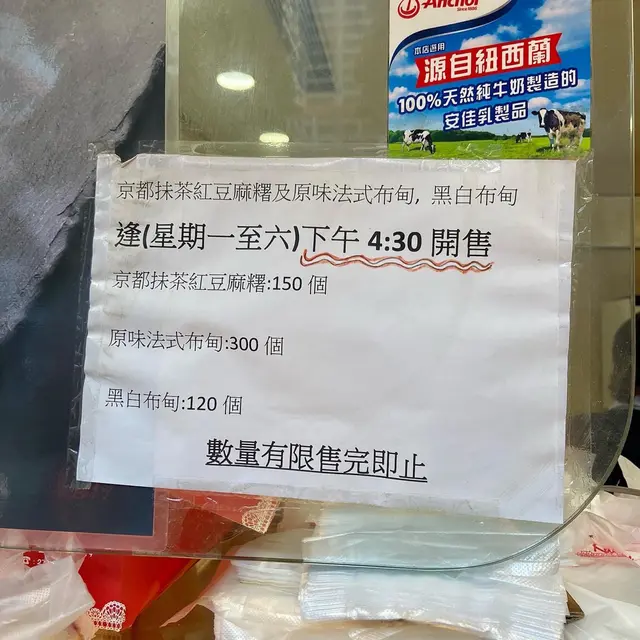 Anchor
Since 1886
本店選用
源自紐西蘭
100%天然純牛奶製造的
安佳乳製品
京都抹茶紅豆麻糬及原味法式布甸, 黑白布甸
逢(星期一至六)下午 4:30 開售
京都抹茶紅豆麻糬:150 個
原味法式布甸:300 個
黑白布甸:120 個
數量有限售完即止